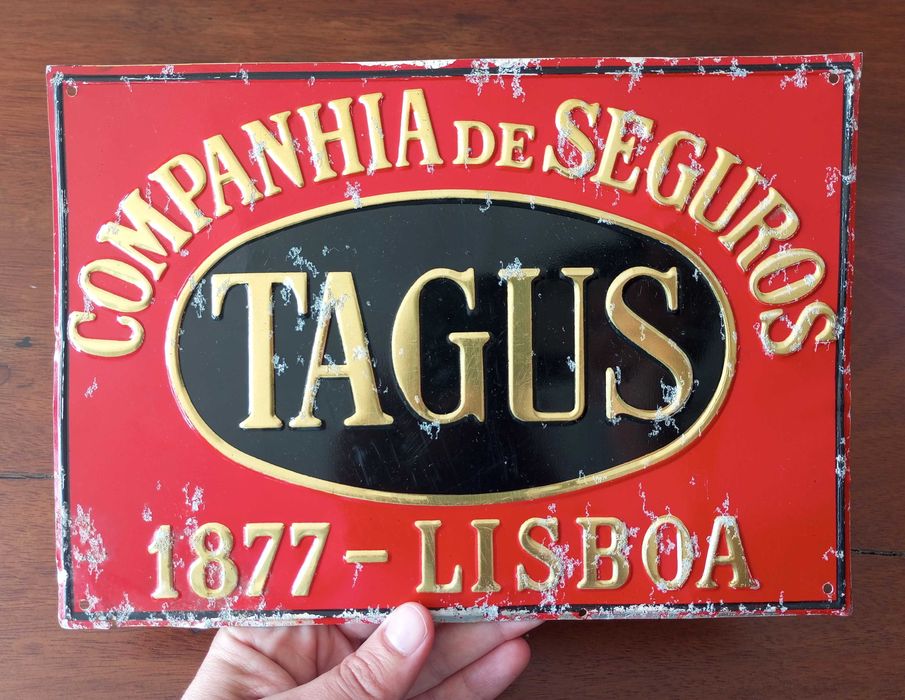 COMPANHIA DE SEGUROS
TAGUS
1877 - LISBOA